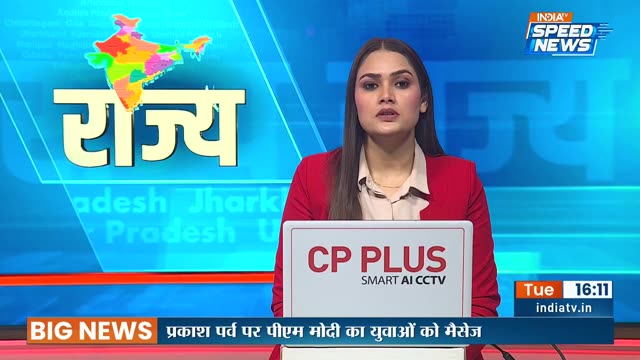 INDIA TV
SPEED
NEWS
राज्य
adesh Jhark
Pradesh U
CP PLUS
SMART AI CCTV
Tue 16:11
indiatv.in
BIG NEWS प्रकाश पर्व पर पीएम मोदी का युवाओं को मैसेज